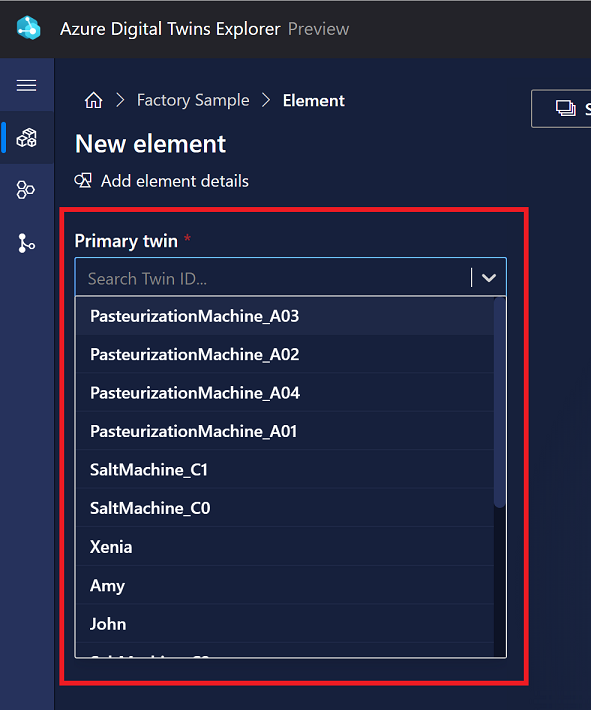 Azure Digital Twins Explorer Preview
Factory Sample Element
New element
Add element details
Primary twin *
Search Twin ID...
PasteurizationMachine_A03
PasteurizationMachine_A02
PasteurizationMachine_A04
PasteurizationMachine_A01
SaltMachine_C1
SaltMachine_C0
Xenia
Amy
John